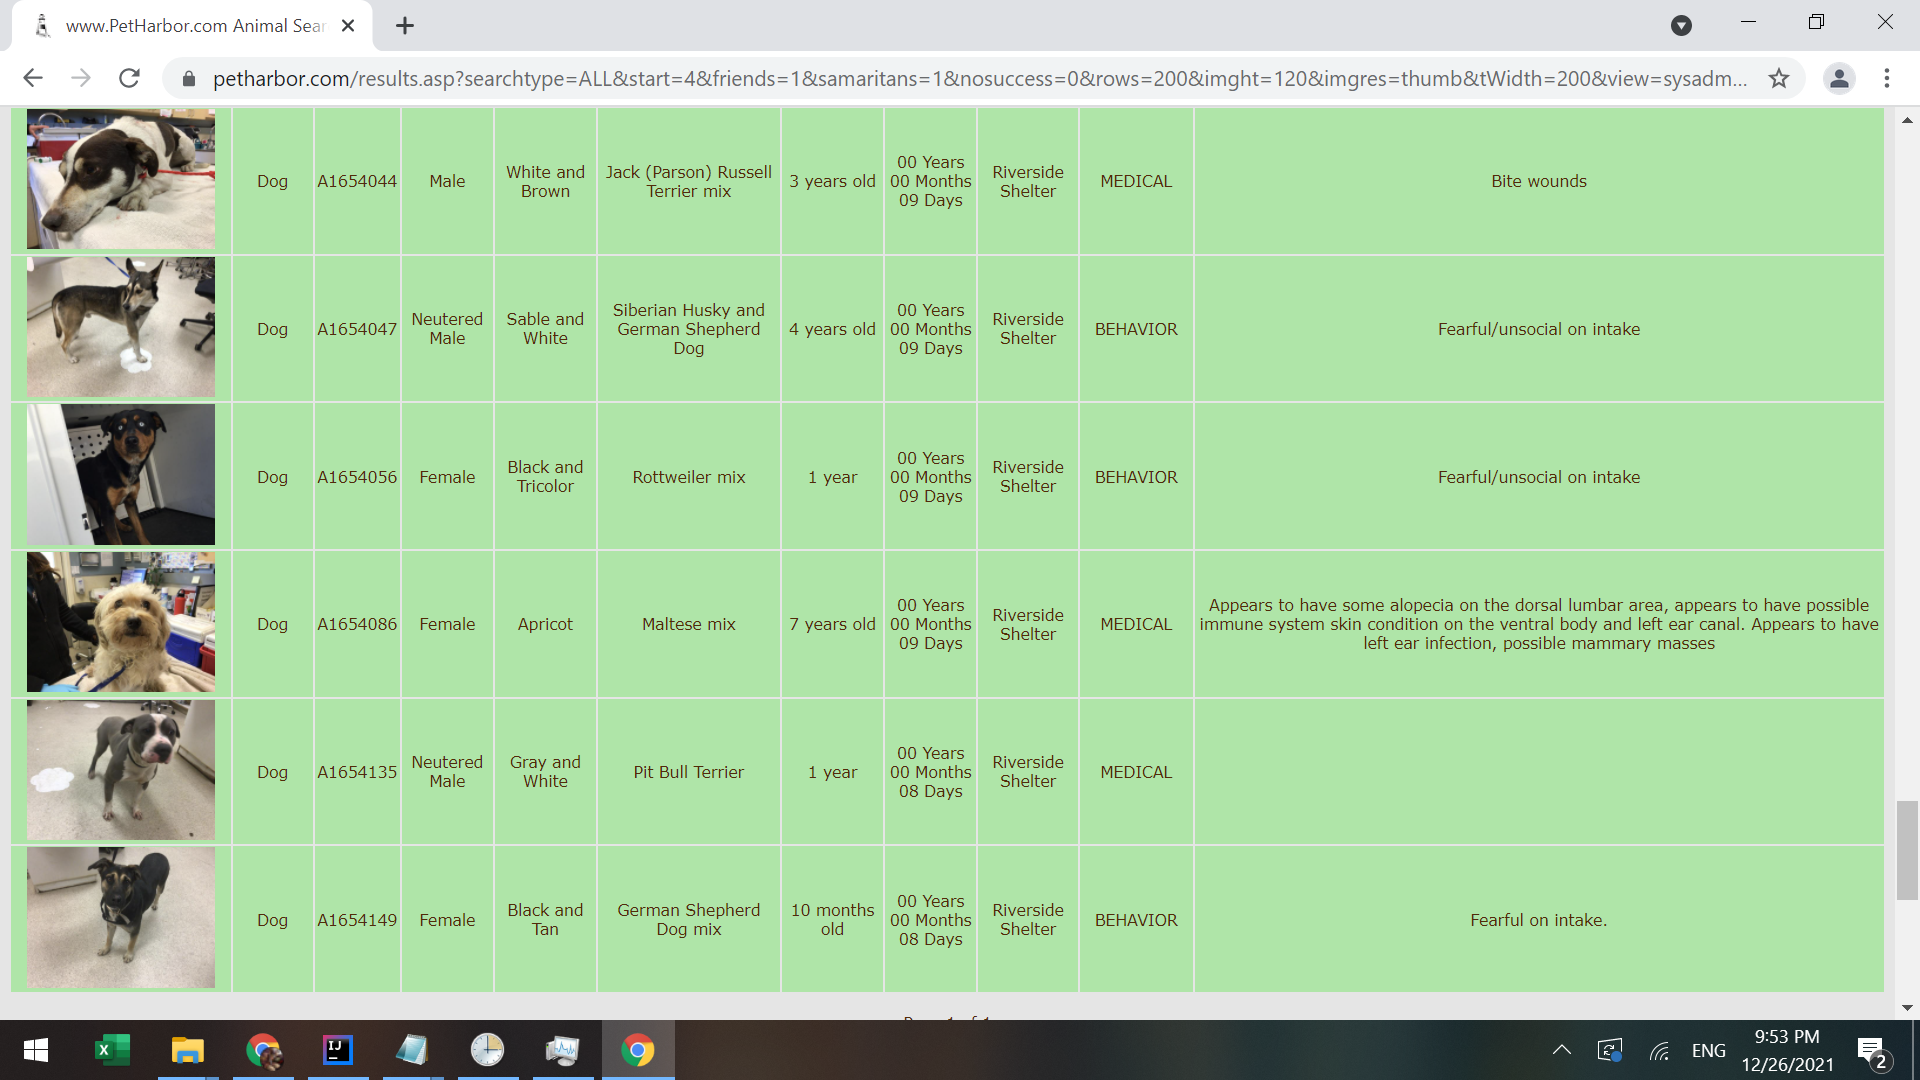 www.PetHarbor.com Animal Sear
petharbor.com/results.asp?searchtype=ALL&start=4&friends=1&samaritans=1&nosuccess=0&rows=200&imght=120&imgres=thumb&tWidth=200&view=sysadm...
Dog
A1654044
Male
White and
Brown
Jack (Parson) Russell
Terrier mix
3 years old
00 Years
00 Months
09 Days
Riverside
Shelter
MEDICAL
Bite wounds
Dog
A1654047
Neutered
Male
Sable and
White
Siberian Husky and
German Shepherd
Dog
4 years old
00 Years
00 Months
09 Days
Riverside
Shelter
BEHAVIOR
Fearful/unsocial on intake
Dog
A1654056
Female
Black and
Tricolor
Rottweiler mix
1 year
00 Years
00 Months
09 Days
Riverside
Shelter
BEHAVIOR
Fearful/unsocial on intake
Dog
A1654086
Female
Apricot
Maltese mix
7 years old
00 Years
00 Months
09 Days
Riverside
Shelter
MEDICAL
Appears to have some alopecia on the dorsal lumbar area, appears to have possible
immune system skin condition on the ventral body and left ear canal. Appears to have
left ear infection, possible mammary masses
Dog
A1654135
Neutered
Male
Gray and
White
Pit Bull Terrier
1 year
00 Years
00 Months
08 Days
Riverside
Shelter
MEDICAL
Dog
A1654149
Female
Black and
Tan
German Shepherd
Dog mix
10 months
old
00 Years
00 Months
08 Days
Riverside
Shelter
BEHAVIOR
Fearful on intake.
IJ
ENG
9:53 PM
12/26/2021
2